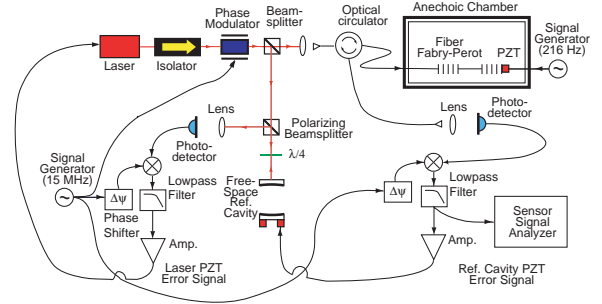 Phase
Modulator
Beam-
splitter
Optical
circulator
Anechoic Chamber
Signal
Generator
(216 Hz)
Fiber
Fabry-Perot
PZT
Laser
Isolator
Lens
Photo-
detector
Polarizing
Beamsplitter
λ/4
Lens
Photo-
detector
Signal
Generator
(15 MHz)
Δψ
Phase
Shifter
Lowpass
Filter
Free-
Space
Ref.
Cavity
Δψ
Lowpass
Filter
Sensor
Signal
Analyzer
Amp.
Laser PZT
Error Signal
Amp.
Ref. Cavity PZT
Error Signal